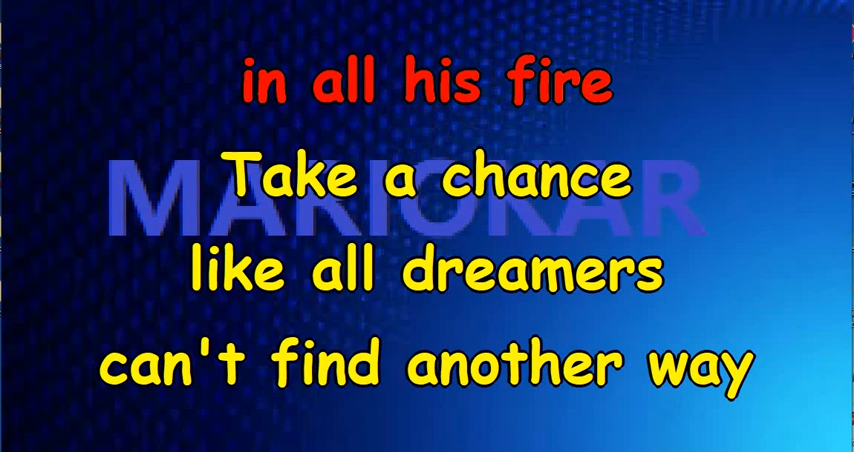 in all his fire
Take a chance
MARIOKAR
like all dreamers
can't find another way